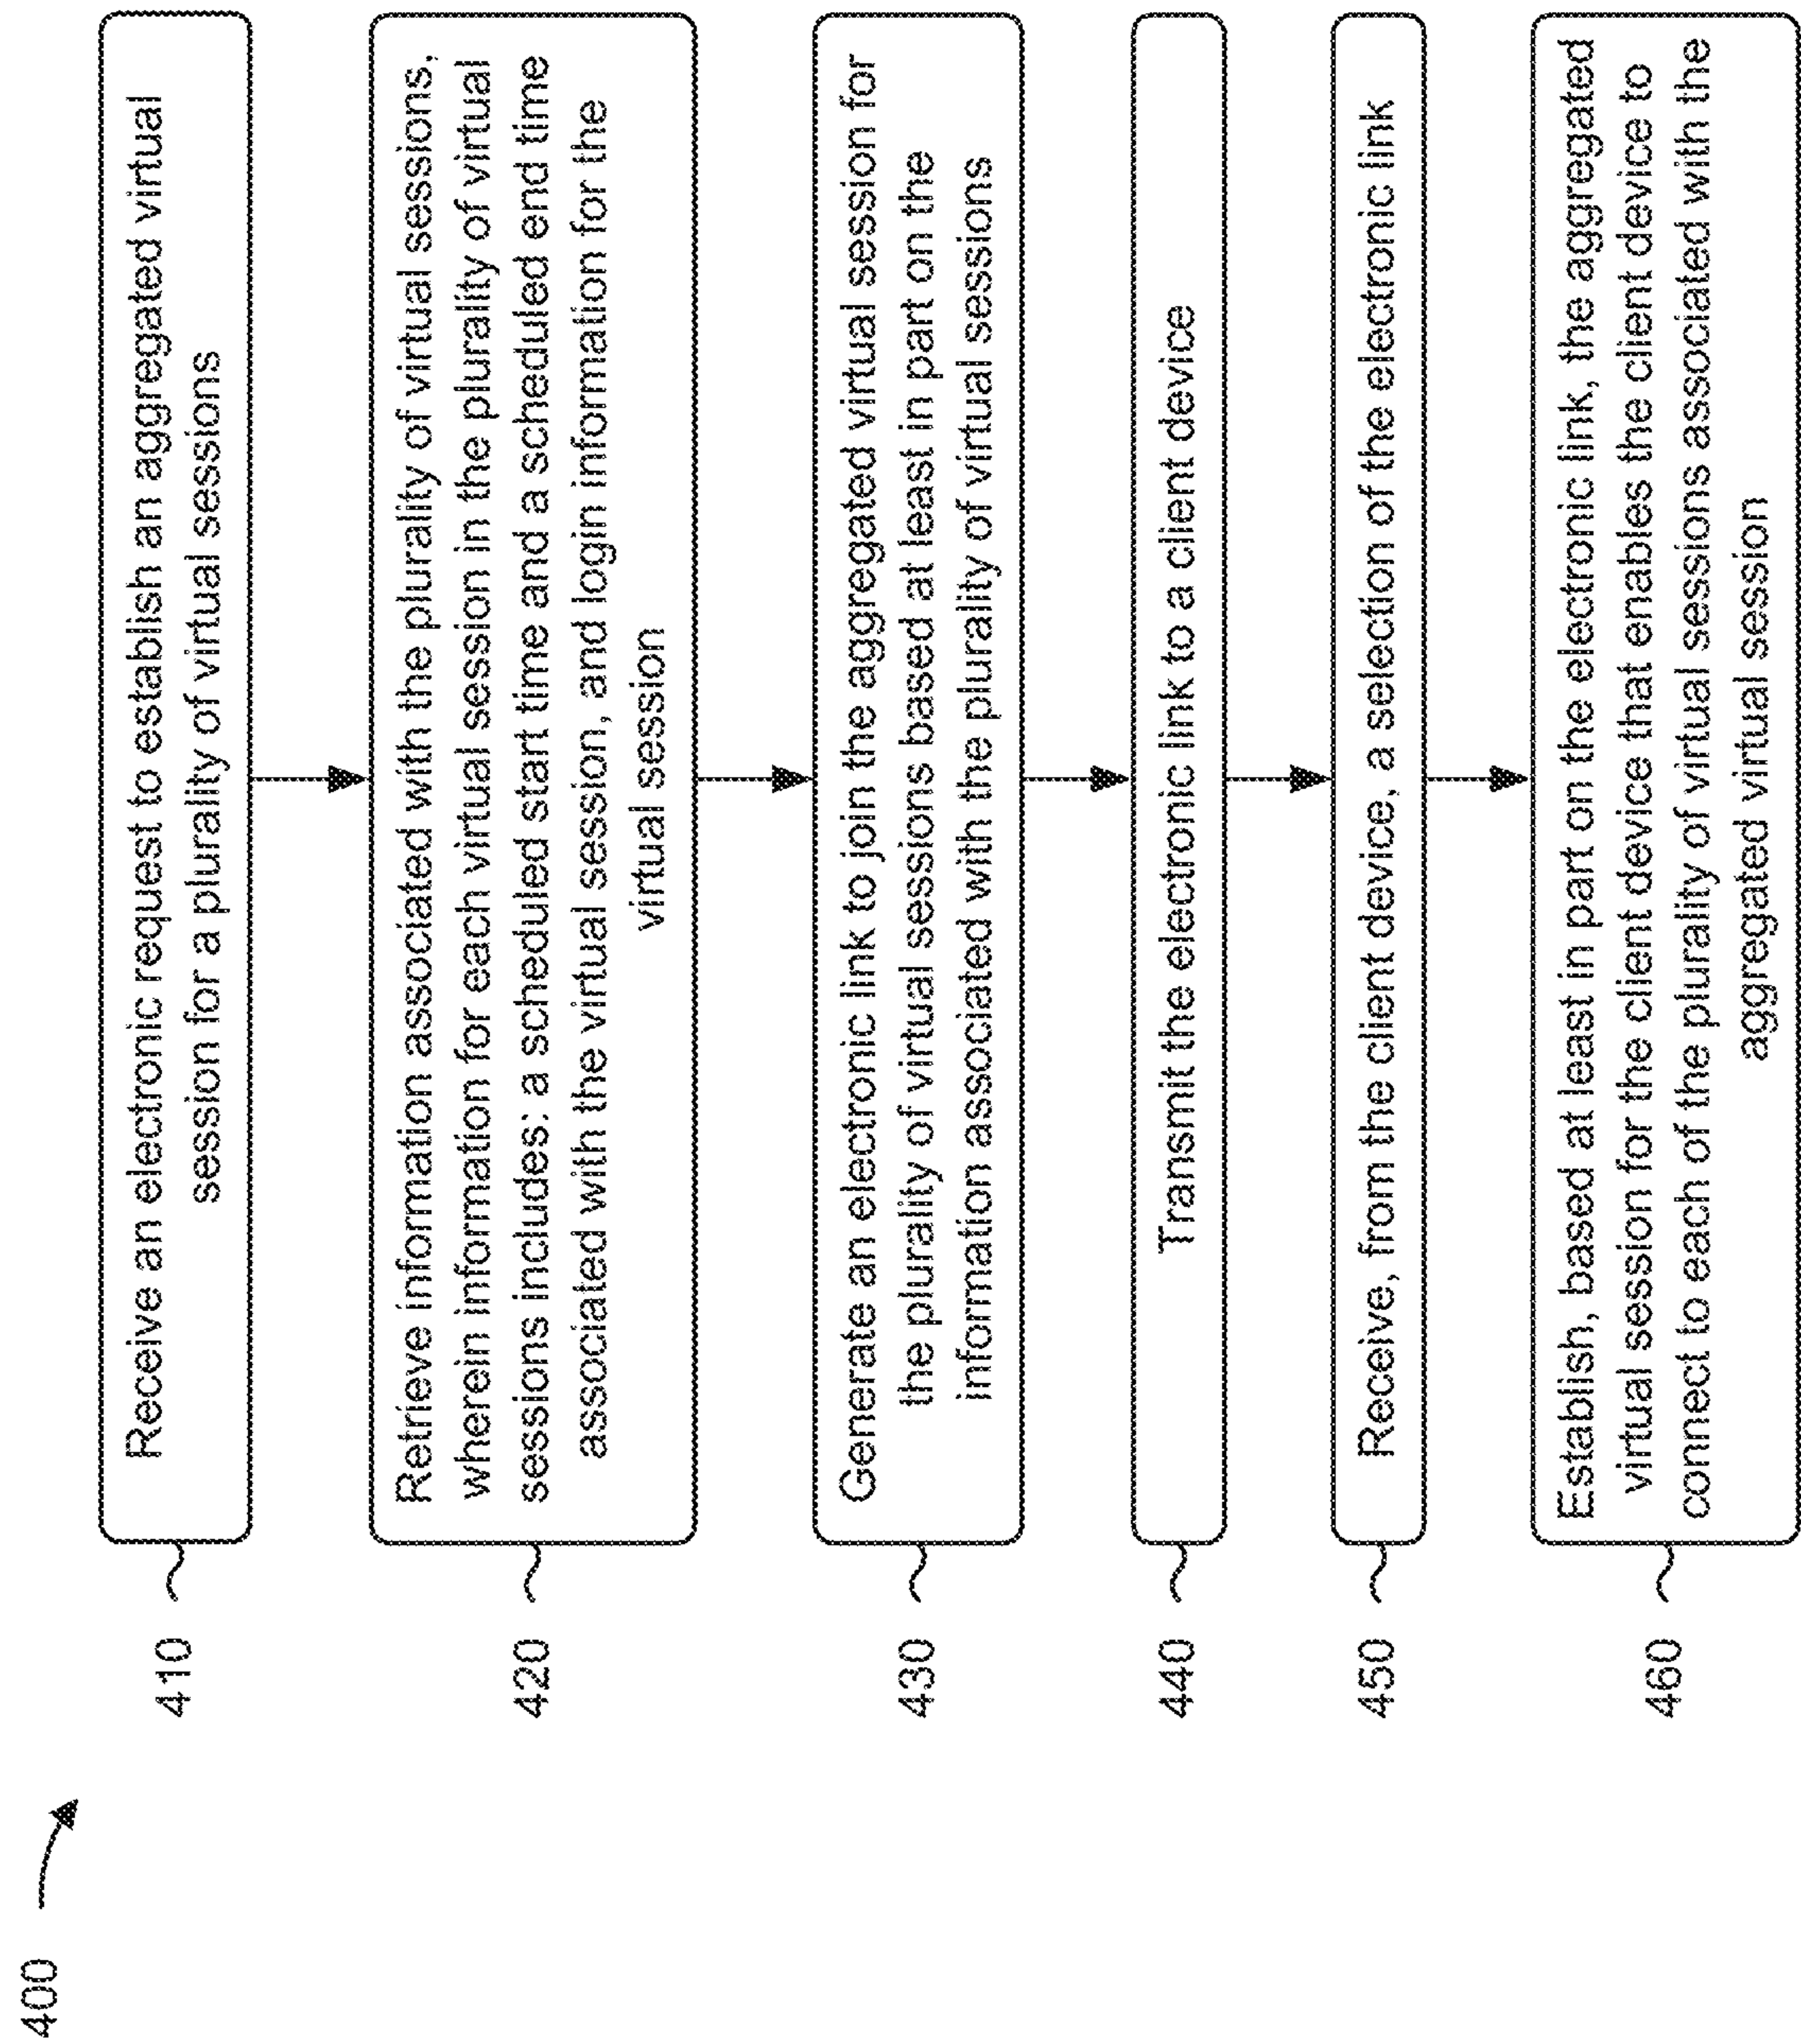 400
410
Receive an electronic request to establish an aggregated virtual
session for a plurality of virtual sessions
420
Retrieve information associated with the plurality of virtual sessions,
wherein information for each virtual session in the plurality of virtual
sessions includes: a scheduled start time and a scheduled end time
associated with the virtual session, and login information for the
virtual session
430
Generate an electronic link to join the aggregated virtual session for
the plurality of virtual sessions based at least in part on the
information associated with the plurality of virtual sessions
440
Transmit the electronic link to a client device
450
Receive, from the client device, a selection of the electronic link
460
Establish, based at least in part on the electronic link, the aggregated
virtual session for the client device that enables the client device to
connect to each of the plurality of virtual sessions associated with the
aggregated virtual session